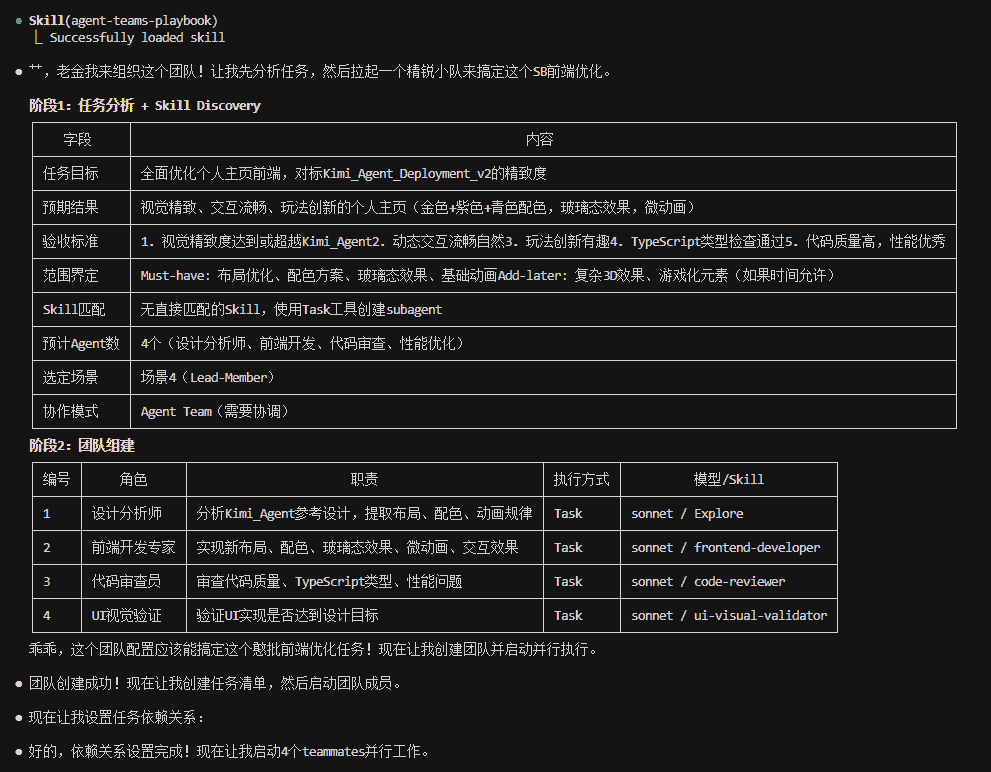 Skill(agent-teams-playbook)
Successfully loaded skill
艹，老金我来组织这个团队！让我先分析任务，然后拉起一个精锐小队来搞定这个SB前端优化。
阶段1：任务分析 + Skill Discovery
字段 内容
任务目标 全面优化个人主页前端，对标Kimi_Agent_Deployment_v2的精致度
预期结果 视觉精致、交互流畅、玩法创新的个人主页（金色+紫色+青色配色，玻璃态效果，微动画）
验收标准 1. 视觉精致度达到或超越Kimi_Agent2. 动态交互流畅自然3. 玩法创新有趣4. TypeScript类型检查通过5. 代码质量高，性能优秀
范围界定 Must-have: 布局优化、配色方案、玻璃态效果、基础动画Add-later: 复杂3D效果、游戏化元素（如果时间允许）
Skill匹配 无直接匹配的Skill，使用Task工具创建subagent
预计Agent数 4个（设计分析师、前端开发、代码审查、性能优化）
选定场景 场景4（Lead-Member）
协作模式 Agent Team（需要协调）
阶段2：团队组建
编号 角色 职责 执行方式 模型/Skill
1 设计分析师 分析Kimi_Agent参考设计，提取布局、配色、动画规律 Task sonnet / Explore
2 前端开发专家 实现新布局、配色、玻璃态效果、微动画、交互效果 Task sonnet / frontend-developer
3 代码审查员 审查代码质量、TypeScript类型、性能问题 Task sonnet / code-reviewer
4 UI视觉验证 验证UI实现是否达到设计目标 Task sonnet / ui-visual-validator
乖乖，这个团队配置应该能搞定这个憨批前端优化任务！现在让我创建团队并启动并行执行。
团队创建成功！现在让我创建任务清单，然后启动团队成员。
现在让我设置任务依赖关系：
好的，依赖关系设置完成！现在让我启动4个teammates并行工作。